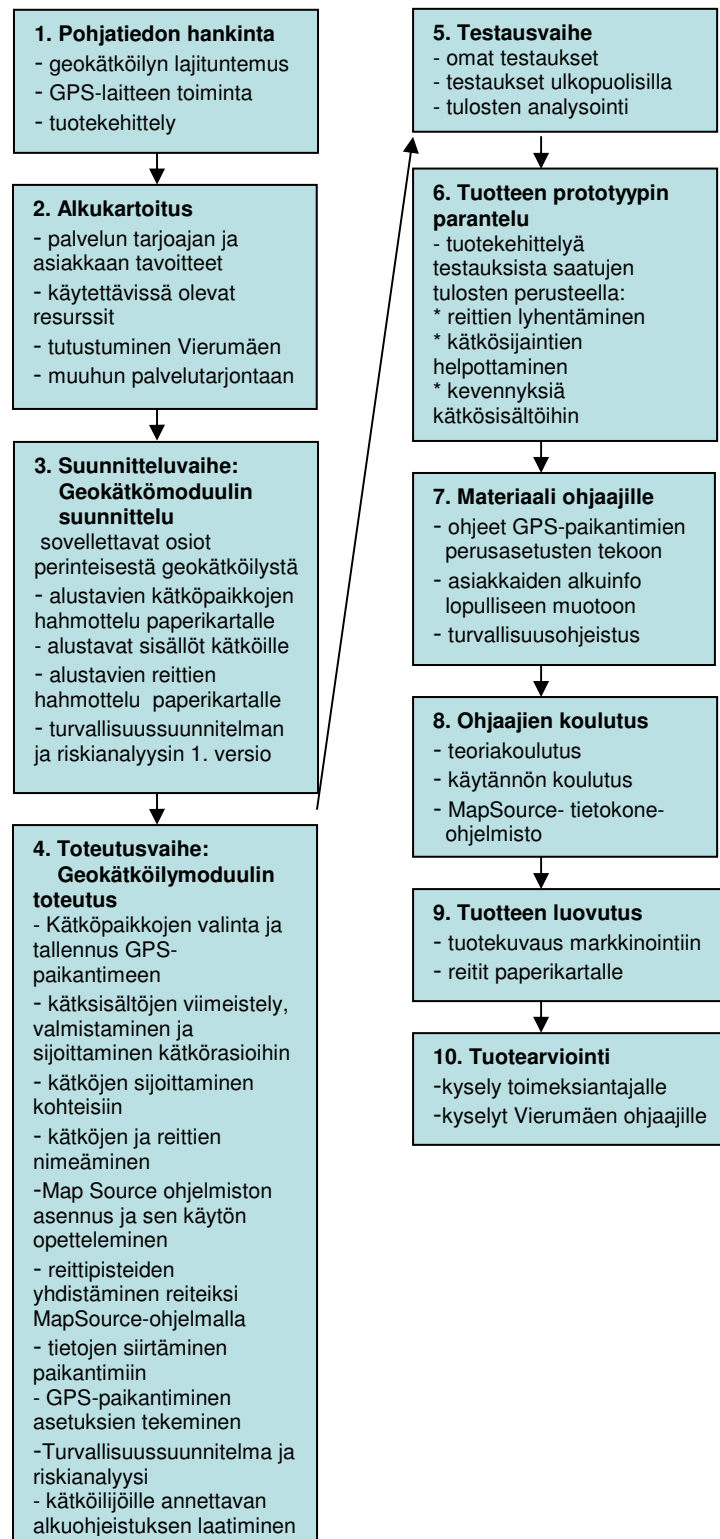 1. Pohjatiedon hankinta
- geokätköilyn lajituntemus
- GPS-laitteen toiminta
- tuotekehittely
2. Alkukartoitus
- palvelun tarjoajan ja
asiakkaan tavoitteet
- käytettävissä olevat
resurssit
- tutustuminen Vierumäen
- muuhun palvelutarjontaan
3. Suunnitteluvaihe:
Geokätkömoduulin
suunnittelu
sovellettavat osiot
perinteisestä geokätköilystä
- alustavien kätköpaikkojen
hahmottelu paperikartalle
- alustavat sisällöt kätköille
- alustavien reittien
hahmottelu paperikartalle
- turvallisuussuunnitelman
ja riskianalyysin 1. versio
4. Toteutusvaihe:
Geokätköilymoduulin
toteutus
- Kätköpaikkojen valinta ja
tallennus GPS-
paikantimeen
- kätksisältöjen viimeistely,
valmistaminen ja
sijoittaminen kätkörasioihin
- kätköjen sijoittaminen
kohteisiin
- kätköjen ja reittien
nimeäminen
-Map Source ohjelmiston
asennus ja sen käytön
opetteleminen
- reittipisteiden
yhdistäminen reiteiksi
MapSource-ohjelmalla
- tietojen siirtäminen
paikantimiin
- GPS-paikantiminen
asetuksien tekeminen
-Turvallisuussuunnitelma ja
riskianalyysi
- kätköilijöille annettavan
alkuohjeistuksen laatiminen
5. Testausvaihe
- omat testaukset
- testaukset ulkopuolisilla
- tulosten analysointi
6. Tuotteen prototyypin
parantelu
- tuotekehittelyä
testauksista saatujen
tulosten perusteella:
* reittien lyhentäminen
* kätkösijaintien
helpottaminen
* kevennyksiä
kätkösisältöihin
7. Materiaali ohjaajille
- ohjeet GPS-paikantimien
perusasetusten tekoon
- asiakkaiden alkuinfo
lopulliseen muotoon
- turvallisuusohjeistus
8. Ohjaajien koulutus
- teoriakoulutus
- käytännön koulutus
- MapSource- tietokone-
ohjelmisto
9. Tuotteen luovutus
- tuotekuvaus markkinointiin
- reitit paperikartalle
10. Tuotearviointi
-kysely toimeksiantajalle
-kyselyt Vierumäen ohjaajille